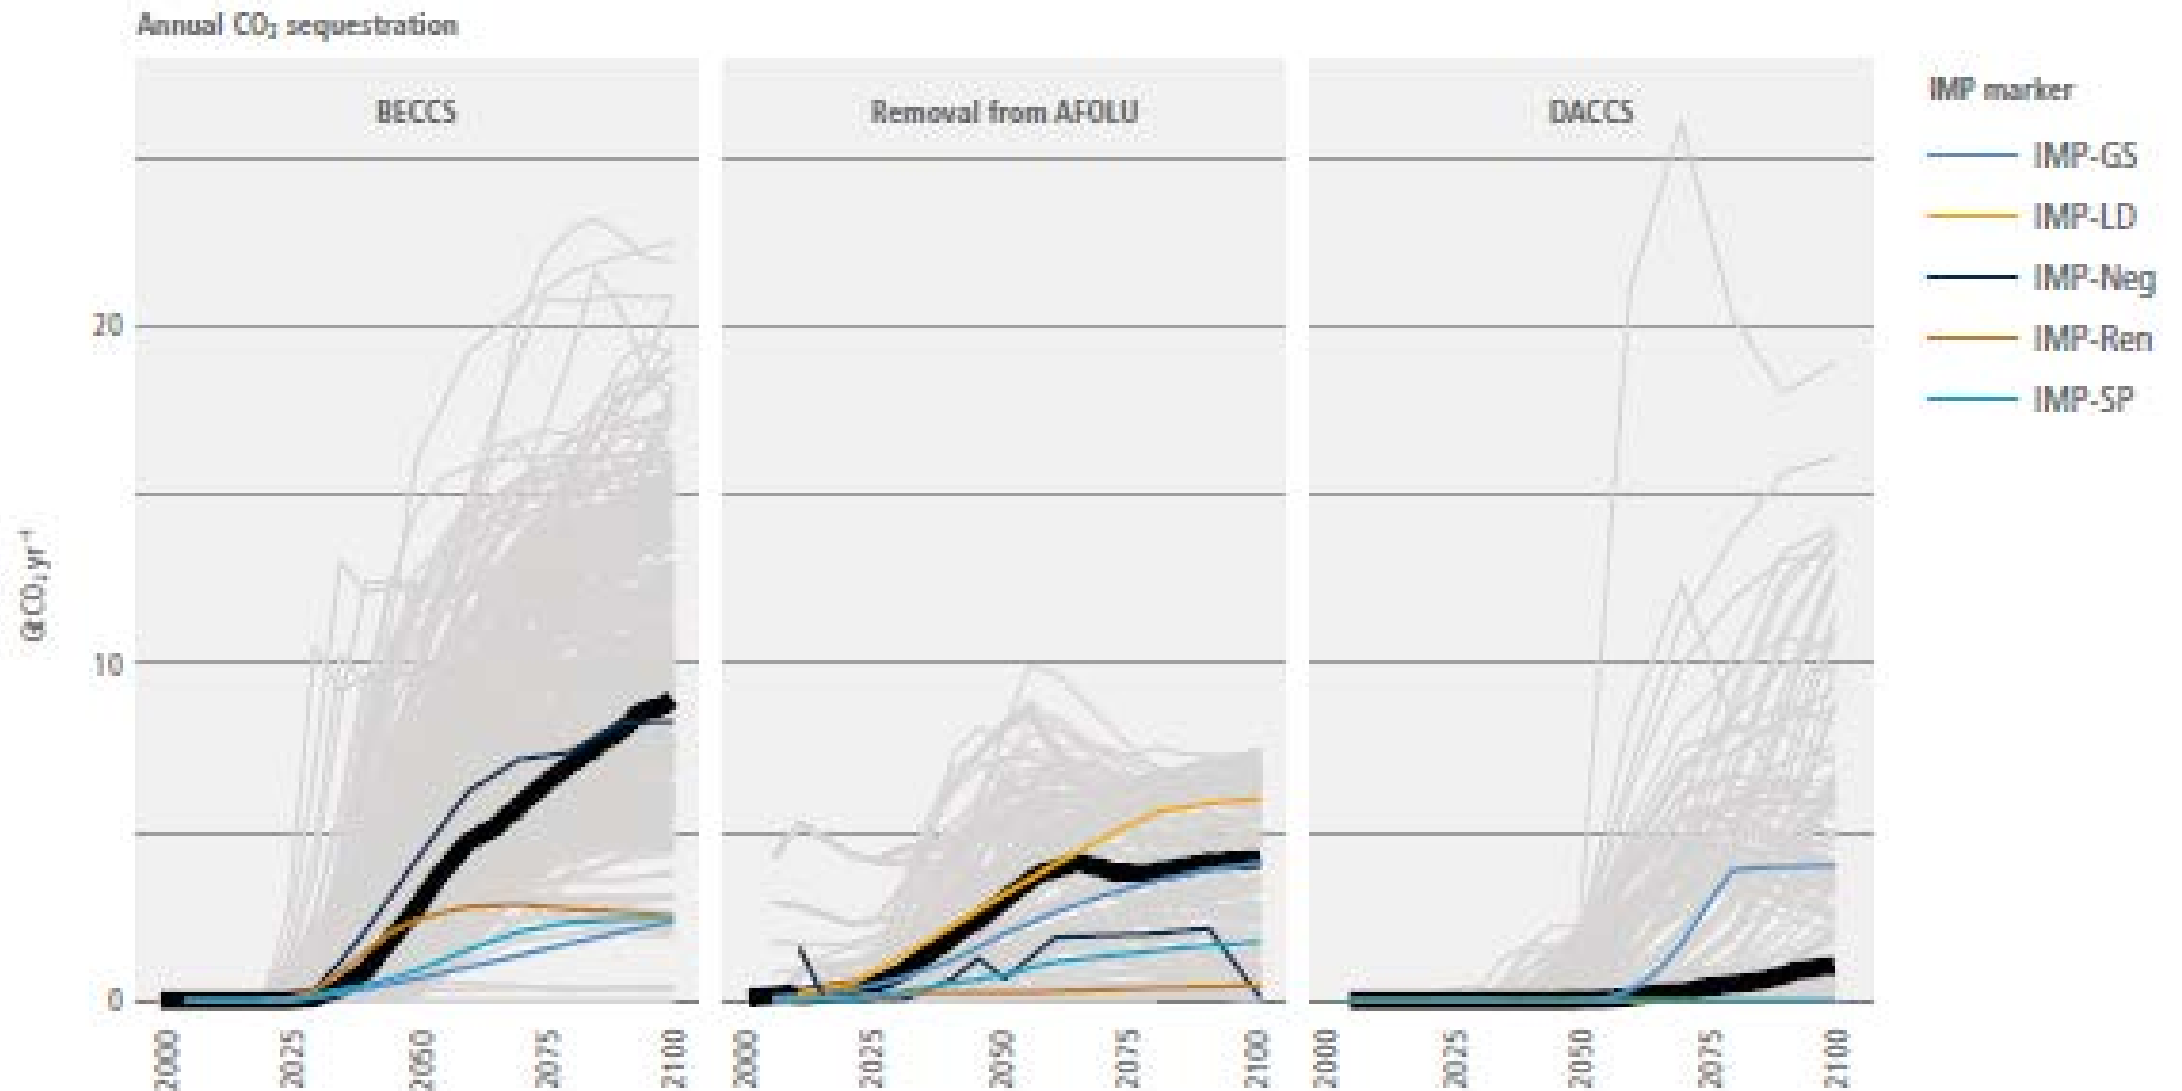 Annual CO₂ sequestration
BECCS
Removal from AFOLU
DACCS
IMP marker
IMP-GS
IMP-LD
IMP-Neg
IMP-Ren
IMP-SP
GtCO₂ yr⁻¹
20
10
0
2000 2025 2050 2075 2100
2000 2025 2050 2075 2100
2000 2025 2050 2075 2100